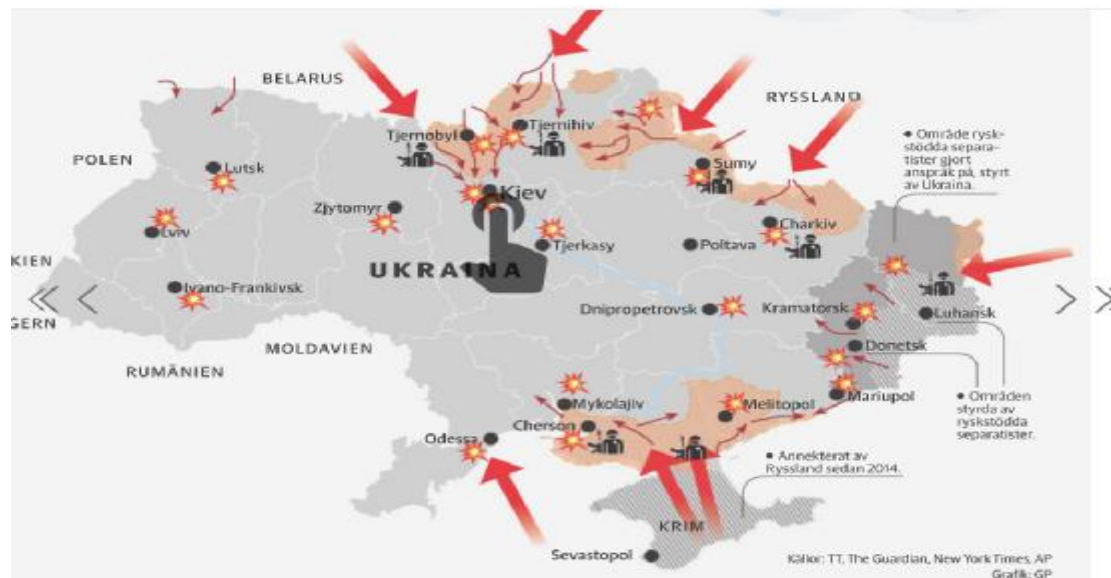 BELARUS
RYSSLAND
POLEN
Tjernobyl
Tjernihiv
Lutsk
Sumy
• Område rysk-
stödda separa-
tister gjort
anspråk på, styrt
av Ukraina.
Kiev
Zjytomyr
Lviv
Charkiv
Tjerkasy
Poltava
KIEN
UKRAINA
Ivano-Frankivsk
GERN
Dnipropetrovsk
Kramatorsk
Luhansk
MOLDAVIEN
Donetsk
RUMÄNIEN
Mykolajiv
Melitopol
Mariupol
• Områden
styrda av
ryskstödda
separatister.
Cherson
Odessa
• Annekterat av
Ryssland sedan 2014.
KRIM
Sevastopol
Källor: TT, The Guardian, New York Times, AP
Grafik: GP